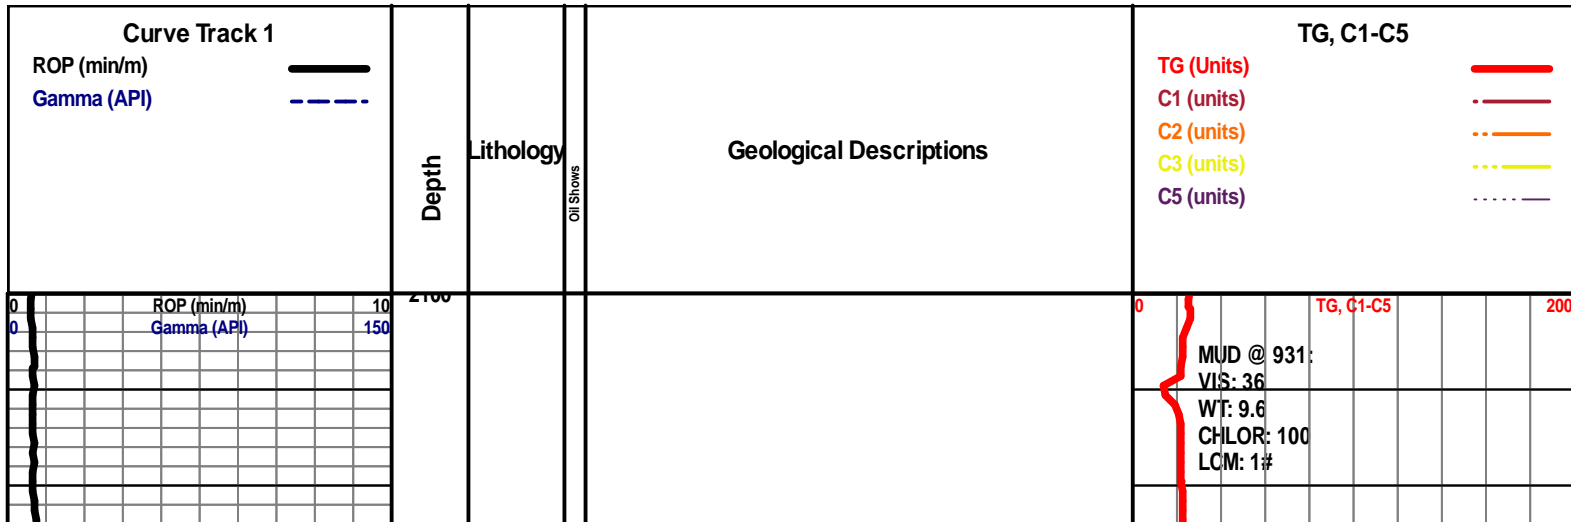 Curve Track 1
ROP (min/m)
Gamma (API)
Depth
Lithology
Oil Shows
Geological Descriptions
TG, C1-C5
TG (Units)
C1 (units)
C2 (units)
C3 (units)
C5 (units)
0 ROP (min/m) 10
0 Gamma (API) 150
2100
0 TG, C1-C5 200
MUD @ 931:
VIS: 36
WT: 9.6
CHLOR: 100
LCM: 1#